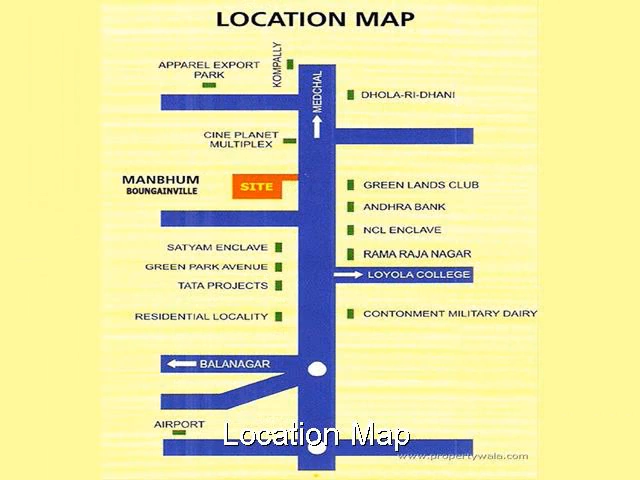 LOCATION MAP
KOMPALLY
APPAREL EXPORT
PARK
MEDCHAL
DHOLA-RI-DHANI
CINE PLANET
MULTIPLEX
MANBHUM
BOUNGAINVILLE
SITE
GREEN LANDS CLUB
ANDHRA BANK
NCL ENCLAVE
SATYAM ENCLAVE
RAMA RAJA NAGAR
GREEN PARK AVENUE
LOYOLA COLLEGE
TATA PROJECTS
RESIDENTIAL LOCALITY
CONTONMENT MILITARY DAIRY
BALANAGAR
AIRPORT
Location Map
www.propertywala.com